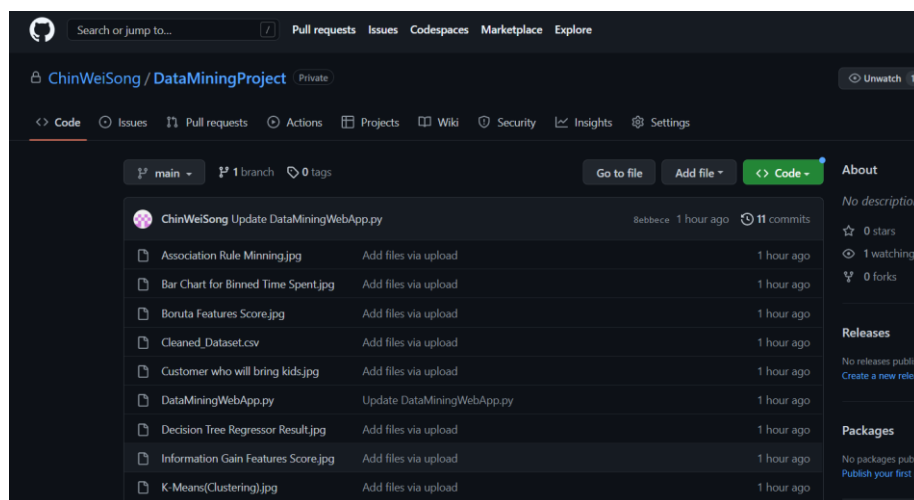 Search or jump to... / Pull requests Issues Codespaces Marketplace Explore
ChinWeiSong / DataMiningProject Private
Unwatch 1
Code Issues Pull requests Actions Projects Wiki Security Insights Settings
main 1 branch 0 tags Go to file Add file Code
About
ChinWeiSong Update DataMiningWebApp.py 8ebbece 1 hour ago 11 commits
No description
0 stars
1 watching
0 forks
Association Rule Minning.jpg Add files via upload 1 hour ago
Bar Chart for Binned Time Spent.jpg Add files via upload 1 hour ago
Boruta Features Score.jpg Add files via upload 1 hour ago
Cleaned_Dataset.csv Add files via upload 1 hour ago
Customer who will bring kids.jpg Add files via upload 1 hour ago
DataMiningWebApp.py Update DataMiningWebApp.py 1 hour ago
Decision Tree Regressor Result.jpg Add files via upload 1 hour ago
Information Gain Features Score.jpg Add files via upload 1 hour ago
K-Means(Clustering).jpg Add files via upload 1 hour ago
Releases
No releases publi
Create a new rele
Packages
No packages pub
Publish your first